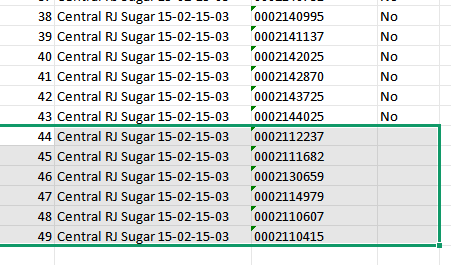 38 Central RJ Sugar 15-02-15-03 0002140995 No
39 Central RJ Sugar 15-02-15-03 0002141137 No
40 Central RJ Sugar 15-02-15-03 0002142025 No
41 Central RJ Sugar 15-02-15-03 0002142870 No
42 Central RJ Sugar 15-02-15-03 0002143725 No
43 Central RJ Sugar 15-02-15-03 0002144025 No
44 Central RJ Sugar 15-02-15-03 0002112237
45 Central RJ Sugar 15-02-15-03 0002111682
46 Central RJ Sugar 15-02-15-03 0002130659
47 Central RJ Sugar 15-02-15-03 0002114979
48 Central RJ Sugar 15-02-15-03 0002110607
49 Central RJ Sugar 15-02-15-03 0002110415